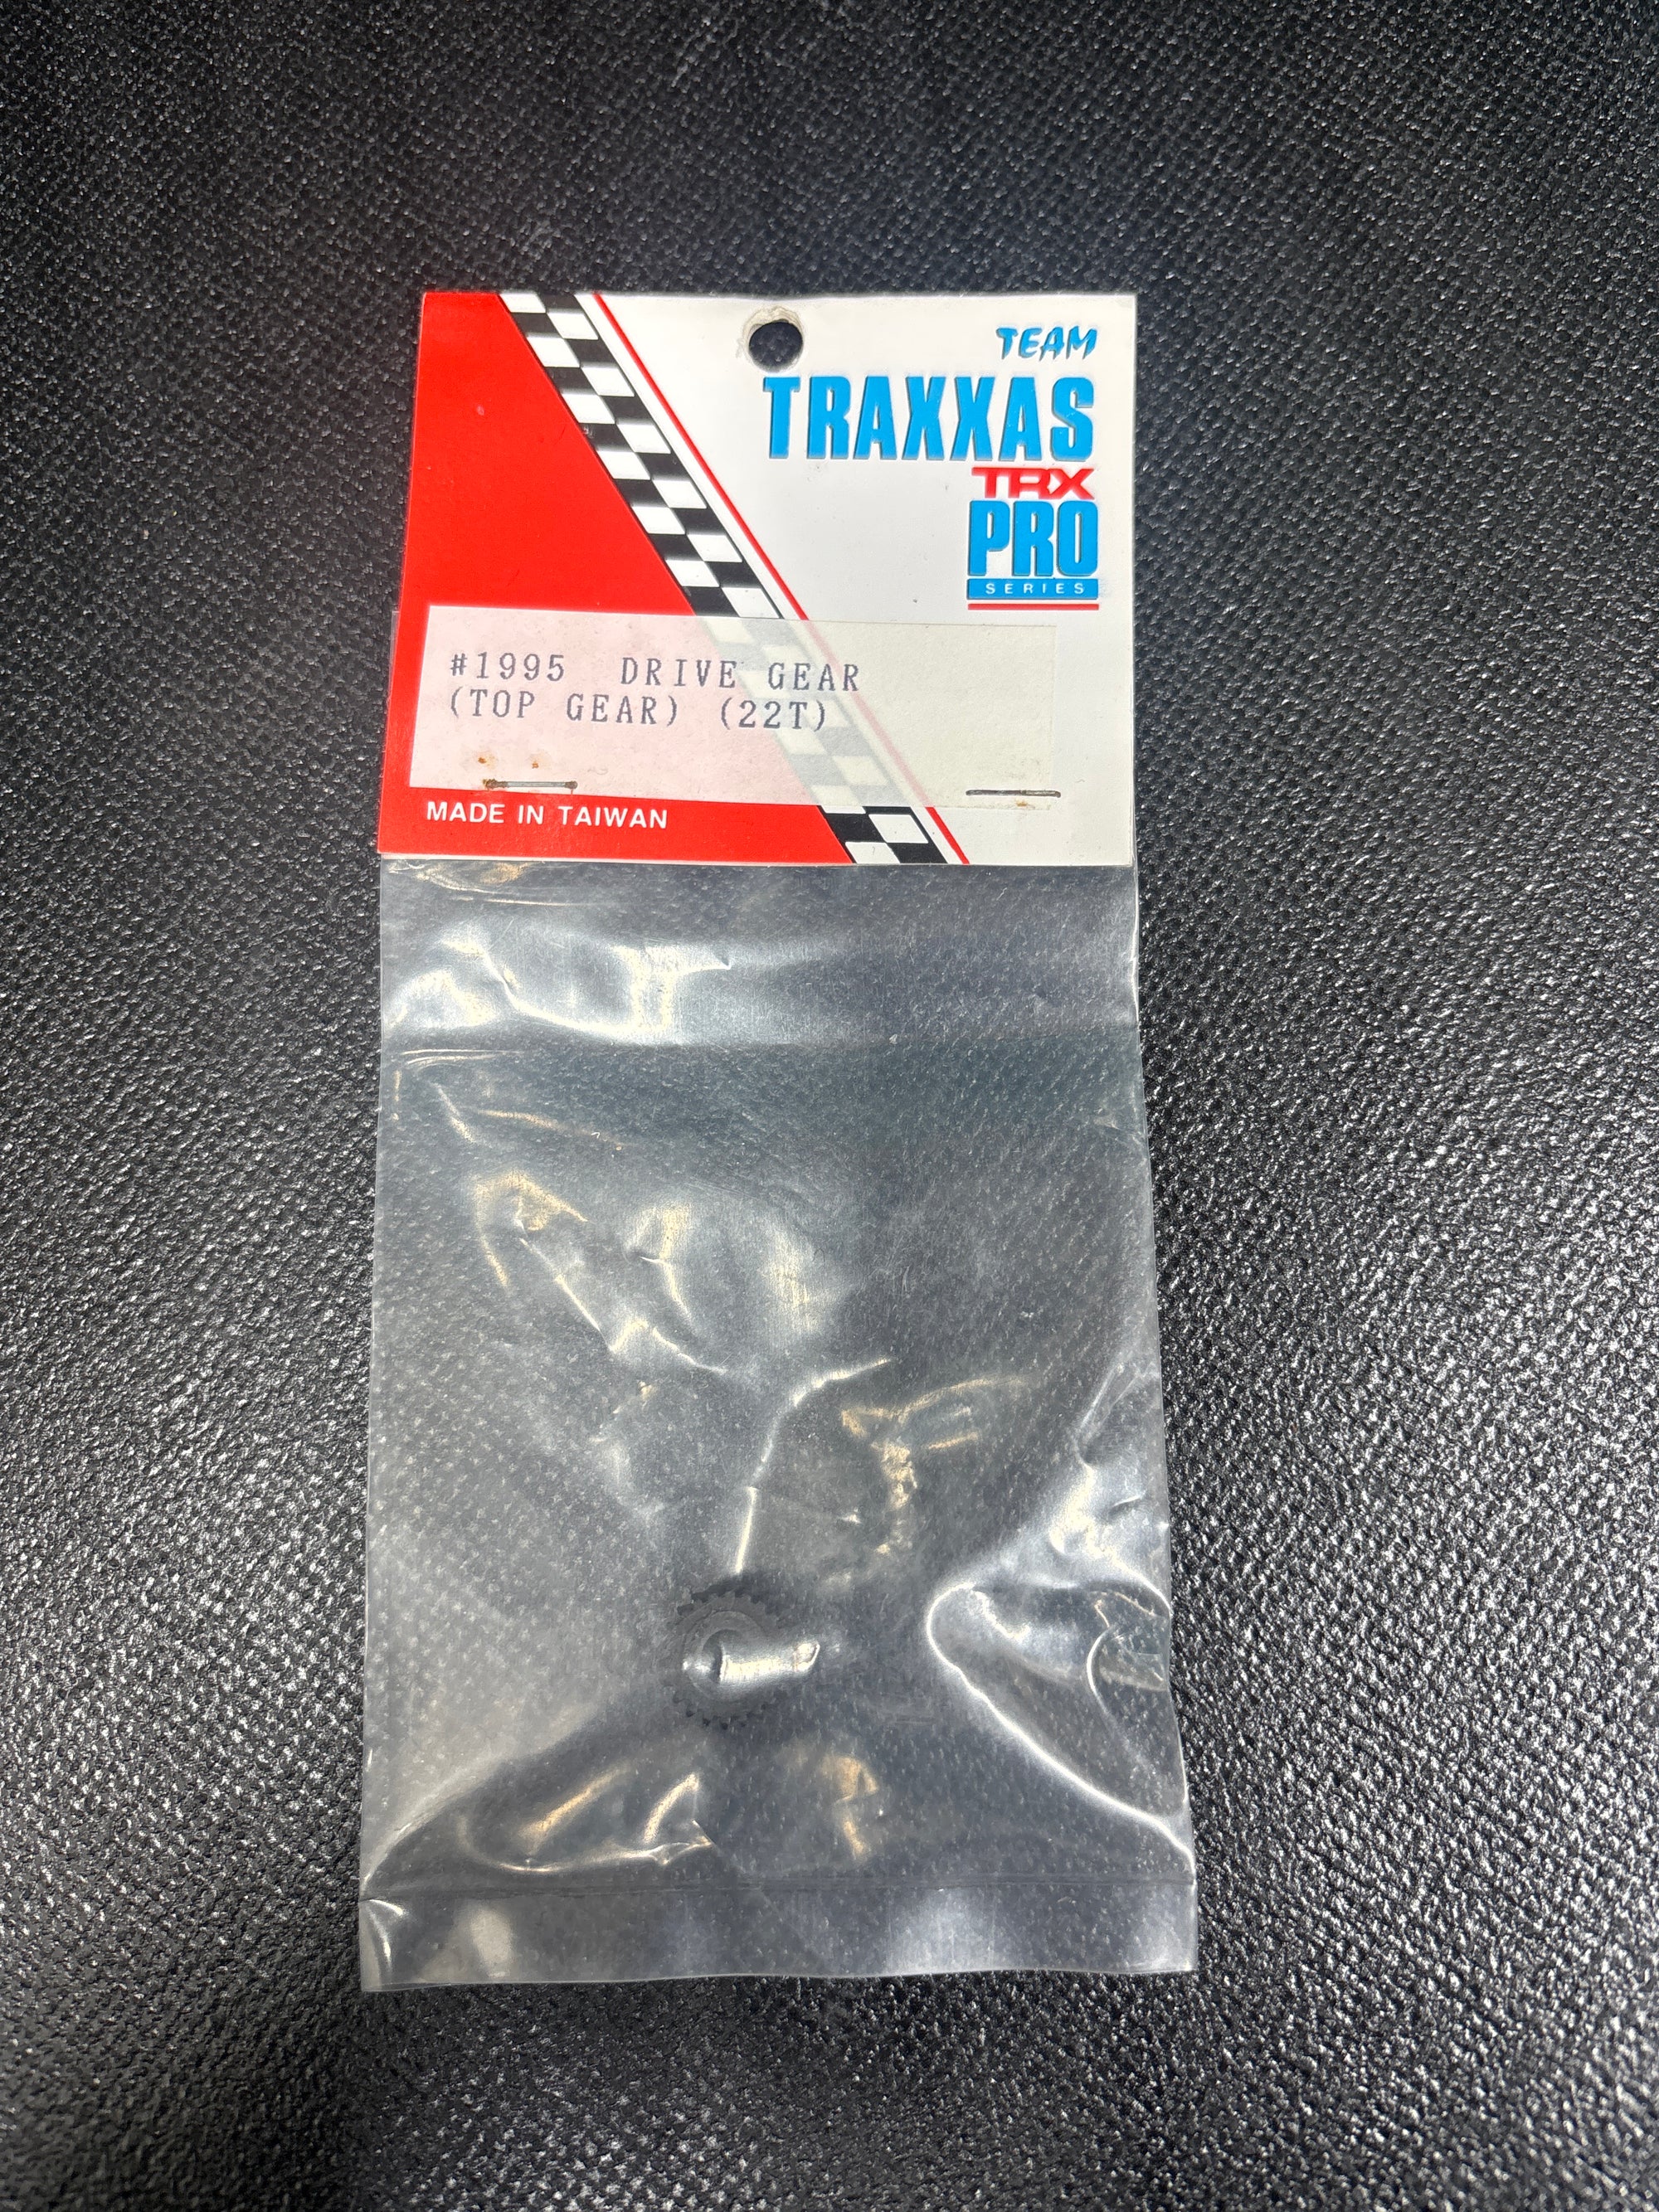 TEAM
TRAXXAS
TRX
PRO
SERIES
#1995 DRIVE GEAR
(TOP GEAR) (22T)
MADE IN TAIWAN